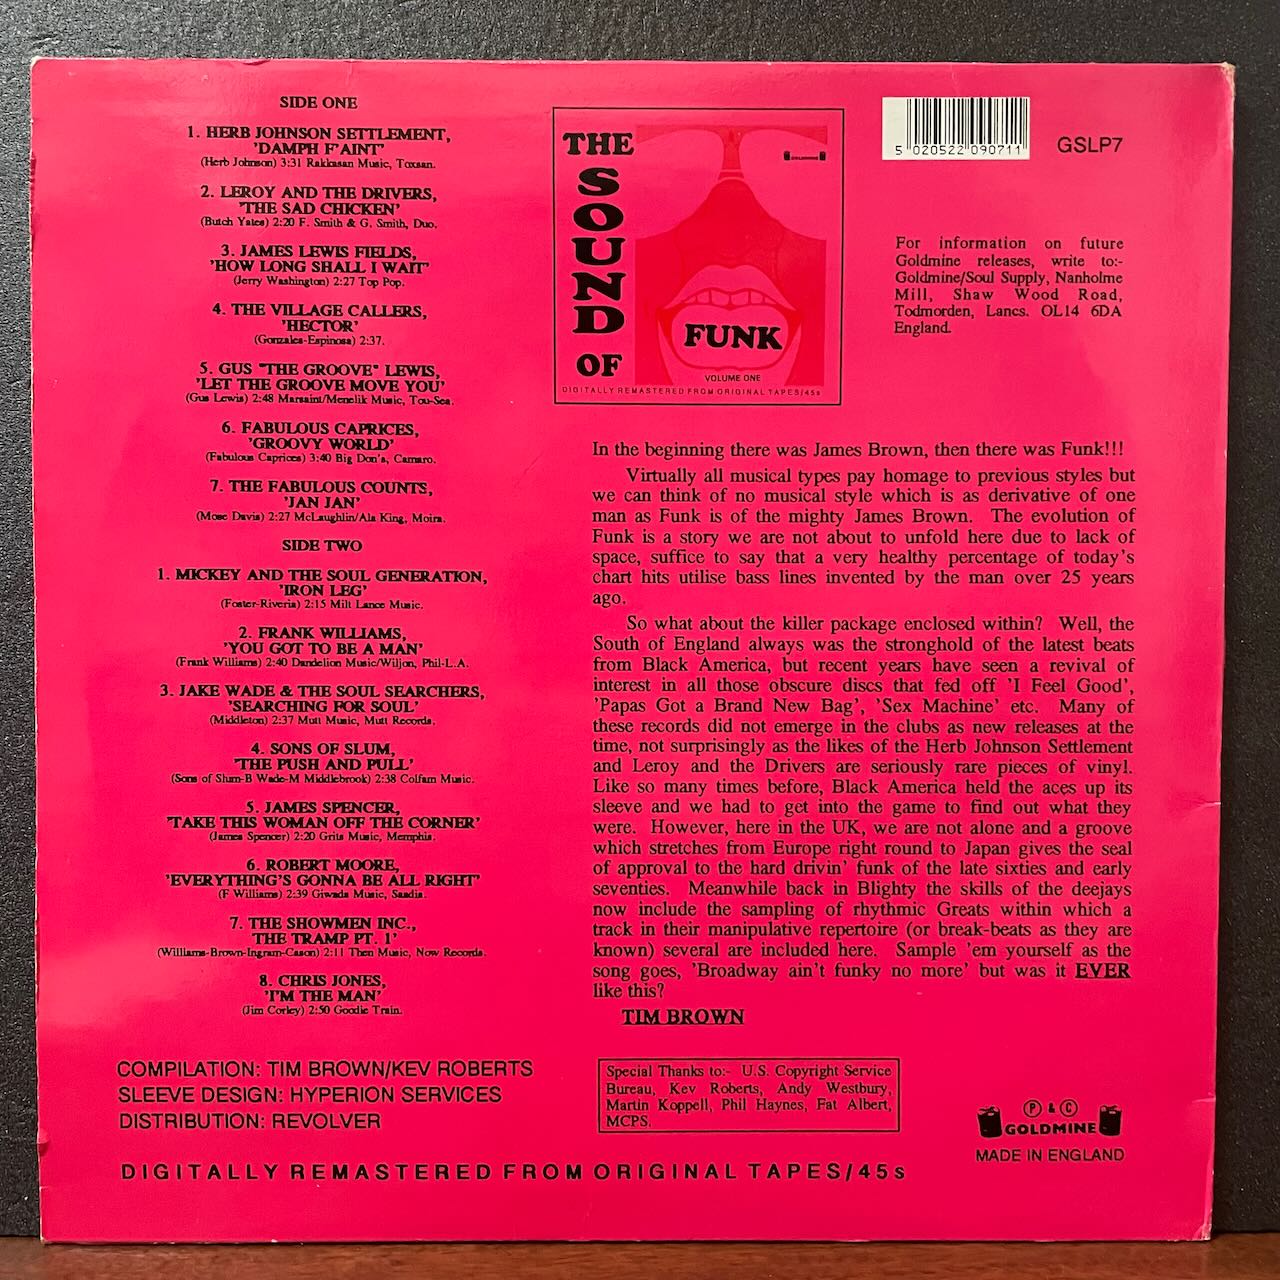 SIDE ONE
1. HERB JOHNSON SETTLEMENT,
'DAMPH F'AINT'
(Herb Johnson) 3:31 Rakkasan Music, Toxsan.
2. LEROY AND THE DRIVERS,
'THE SAD CHICKEN'
(Butch Yates) 2:20 F. Smith & G. Smith, Duo.
3. JAMES LEWIS FIELDS,
'HOW LONG SHALL I WAIT'
(Jerry Washington) 2:27 Top Pop.
4. THE VILLAGE CALLERS,
'HECTOR'
(Gonzales-Espinosa) 2:37.
5. GUS "THE GROOVE" LEWIS,
'LET THE GROOVE MOVE YOU'
(Gus Lewis) 2:48 Marsaint/Menelik Music, Tou-Sea.
6. FABULOUS CAPRICES,
'GROOVY WORLD'
(Fabulous Caprices) 3:40 Big Don's, Camaro.
7. THE FABULOUS COUNTS,
'JAN JAN'
(Mose Davis) 2:27 McLaughlin/Ala King, Moira.
SIDE TWO
1. MICKEY AND THE SOUL GENERATION,
'IRON LEG'
(Foster-Riveria) 2:15 Milt Lance Music.
2. FRANK WILLIAMS,
'YOU GOT TO BE A MAN'
(Frank Williams) 2:40 Dandelion Music/Wiljon, Phil-L.A.
3. JAKE WADE & THE SOUL SEARCHERS,
'SEARCHING FOR SOUL'
(Middleton) 2:37 Mutt Music, Mutt Records.
4. SONS OF SLUM,
'THE PUSH AND PULL'
(Sons of Slum-B Wade-M Middlebrook) 2:38 Colfam Music.
5. JAMES SPENCER,
'TAKE THIS WOMAN OFF THE CORNER'
(James Spencer) 2:20 Grits Music, Memphis.
6. ROBERT MOORE,
'EVERYTHING'S GONNA BE ALL RIGHT'
(F Williams) 2:39 Giwada Music, Saadia.
7. THE SHOWMEN INC.,
'THE TRAMP PT. 1'
(Williams-Brown-Ingram-Cason) 2:11 Then Music, Now Records.
8. CHRIS JONES,
'I'M THE MAN'
(Jim Corley) 2:50 Goodie Train.
COMPILATION: TIM BROWN/KEV ROBERTS
SLEEVE DESIGN: HYPERION SERVICES
DISTRIBUTION: REVOLVER
DIGITALLY REMASTERED FROM ORIGINAL TAPES/45s
THE
SOUND
OF
GOLDMINE
FUNK
VOLUME ONE
DIGITALLY REMASTERED FROM ORIGINAL TAPES/45s
5 020522 090711
GSLP7
For information on future
Goldmine releases, write to:-
Goldmine/Soul Supply, Nanholme
Mill, Shaw Wood Road,
Todmorden, Lancs. OL14 6DA
England.
In the beginning there was James Brown, then there was Funk!!!
Virtually all musical types pay homage to previous styles but
we can think of no musical style which is as derivative of one
man as Funk is of the mighty James Brown. The evolution of
Funk is a story we are not about to unfold here due to lack of
space, suffice to say that a very healthy percentage of today's
chart hits utilise bass lines invented by the man over 25 years
ago.
So what about the killer package enclosed within? Well, the
South of England always was the stronghold of the latest beats
from Black America, but recent years have seen a revival of
interest in all those obscure discs that fed off 'I Feel Good',
'Papas Got a Brand New Bag', 'Sex Machine' etc. Many of
these records did not emerge in the clubs as new releases at the
time, not surprisingly as the likes of the Herb Johnson Settlement
and Leroy and the Drivers are seriously rare pieces of vinyl.
Like so many times before, Black America held the aces up its
sleeve and we had to get into the game to find out what they
were. However, here in the UK, we are not alone and a groove
which stretches from Europe right round to Japan gives the seal
of approval to the hard drivin' funk of the late sixties and early
seventies. Meanwhile back in Blighty the skills of the deejays
now include the sampling of rhythmic Greats within which a
track in their manipulative repertoire (or break-beats as they are
known) several are included here. Sample 'em yourself as the
song goes, 'Broadway ain't funky no more' but was it EVER
like this?
TIM BROWN
Special Thanks to:- U.S. Copyright Service
Bureau, Kev Roberts, Andy Westbury,
Martin Koppell, Phil Haynes, Fat Albert,
MCPS.
Ⓟ & Ⓒ
GOLDMINE
MADE IN ENGLAND